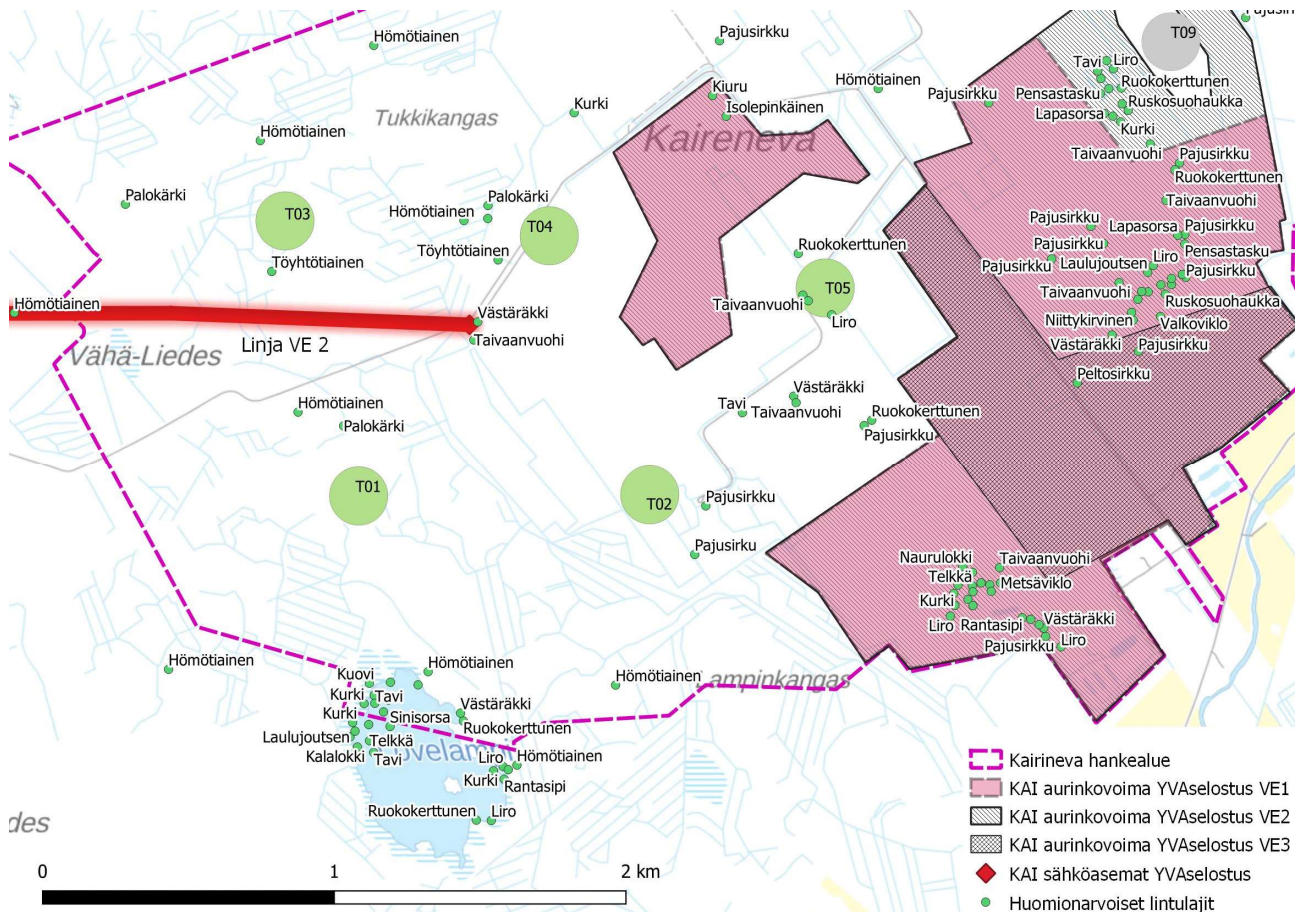 Pajusirkku
Hömötiainen
Pajusirkku
T09
Liro
Tavi
Hömötiainen
Kiuru
Ruokokerttunen
Pensastasku
Pajusirkku
Isolepinkäinen
Kurki
Tukkikangas
Ruskosuohaukka
Lapasorsa
Kurki
Hömötiainen
Kaireneva
Taivaanvuohi
Pajusirkku
Ruokokerttunen
Palokärki
Palokärki
Taivaanvuohi
T03
Hömötiainen
T04
Pajusirkku
Lapasorsa
Pajusirkku
Pajusirkku
Ruokokerttunen
Pensastasku
Töyhtötiainen
Töyhtötiainen
Pajusirkku
Laulujoutsen
Liro
Pajusirkku
T05
Taivaanvuohi
Taivaanvuohi
Ruskosuohaukka
Hömötiainen
Västäräkki
Liro
Niittykirvinen
Valkoviklo
Linja VE 2
Taivaanvuohi
Västäräkki
Pajusirkku
Vähä-Liedes
Peltosirkku
Västäräkki
Hömötiainen
Tavi
Taivaanvuohi
Ruokokerttunen
Palokärki
Pajusirkku
T01
T02
Pajusirkku
Pajusirku
Naurulokki
Taivaanvuohi
Telkkä
Metsäviklo
Kurki
Liro
Rantasipi
Västäräkki
Pajusirkku
Liro
Hömötiainen
Kuovi
Hömötiainen
Hömötiainen
Lampinkangas
Kurki
Tavi
Västäräkki
Kurki
Sinisorsa
Ruokokerttunen
Laulujoutsen
Telkkä
Kalalokki
Tavi
Liro
Hömötiainen
Kurki
Rantasipi
Ruokokerttunen
Liro
des
0
1
2 km
Kairineva hankealue
KAI aurinkovoima YVAselostus VE1
KAI aurinkovoima YVAselostus VE2
KAI aurinkovoima YVAselostus VE3
KAI sähköasemat YVAselostus
Huomionarvoiset lintulajit